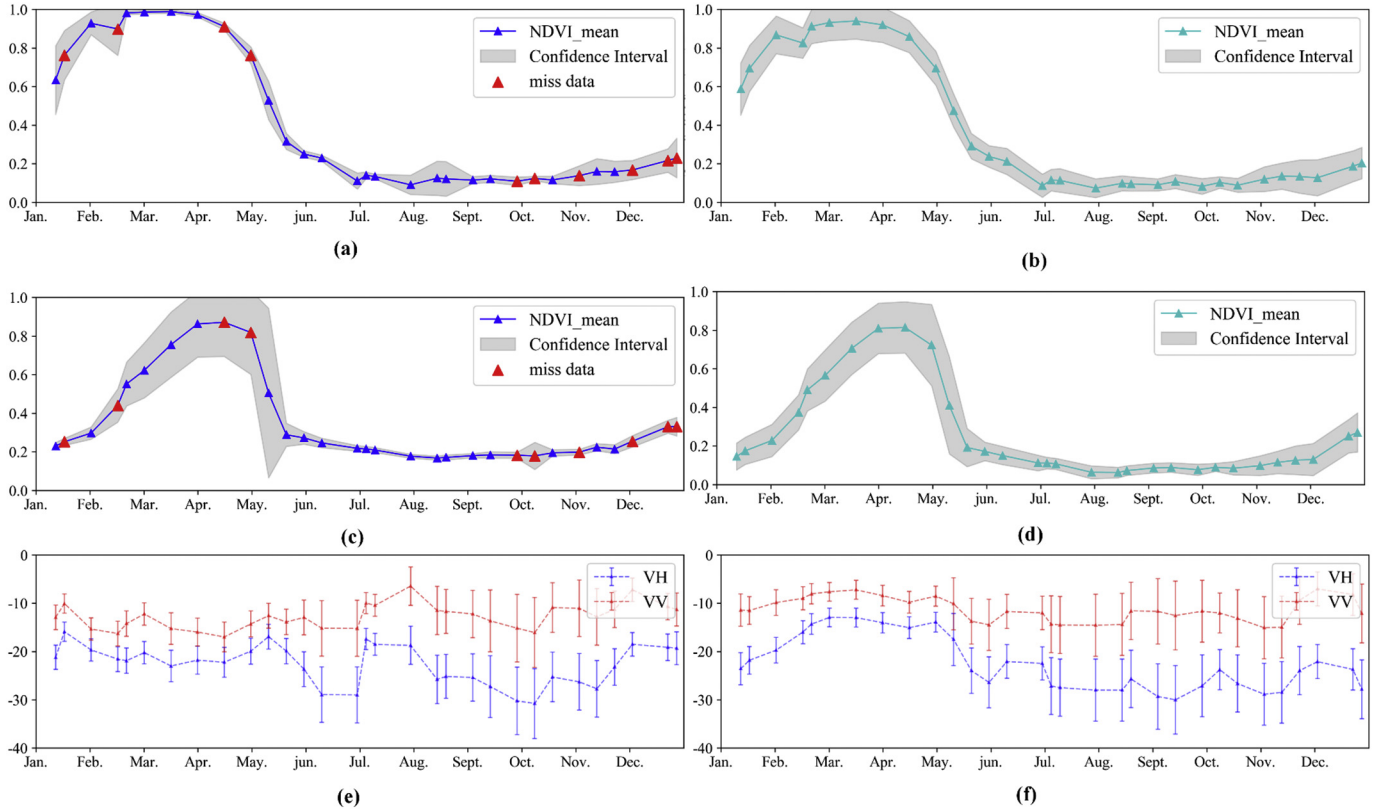 1.0
0.8
0.6
0.4
0.2
0.0
NDVI_mean
Confidence Interval
miss data
Jan. Feb. Mar. Apr. May. jun. Jul. Aug. Sept. Oct. Nov. Dec.
(a)
1.0
0.8
0.6
0.4
0.2
0.0
NDVI_mean
Confidence Interval
Jan. Feb. Mar. Apr. May. jun. Jul. Aug. Sept. Oct. Nov. Dec.
(b)
1.0
0.8
0.6
0.4
0.2
0.0
NDVI_mean
Confidence Interval
miss data
Jan. Feb. Mar. Apr. May. jun. Jul. Aug. Sept. Oct. Nov. Dec.
(c)
1.0
0.8
0.6
0.4
0.2
0.0
NDVI_mean
Confidence Interval
Jan. Feb. Mar. Apr. May. jun. Jul. Aug. Sept. Oct. Nov. Dec.
(d)
0
-10
-20
-30
-40
VH
VV
Jan. Feb. Mar. Apr. May. jun. Jul. Aug. Sept. Oct. Nov. Dec.
(e)
0
-10
-20
-30
-40
VH
VV
Jan. Feb. Mar. Apr. May. jun. Jul. Aug. Sept. Oct. Nov. Dec.
(f)